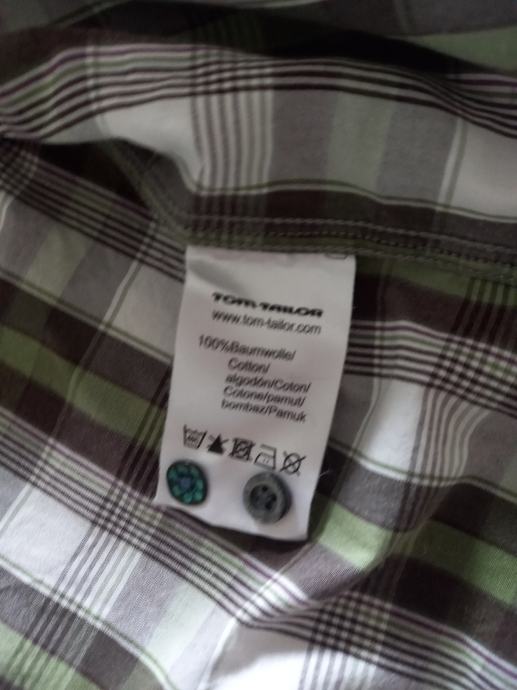 TOM-TAILOR
www.tom-tailor.com
100%Baumwolle/
Cotton/
algodón/Coton/
Cotone/pamut/
bombaz/Pamuk